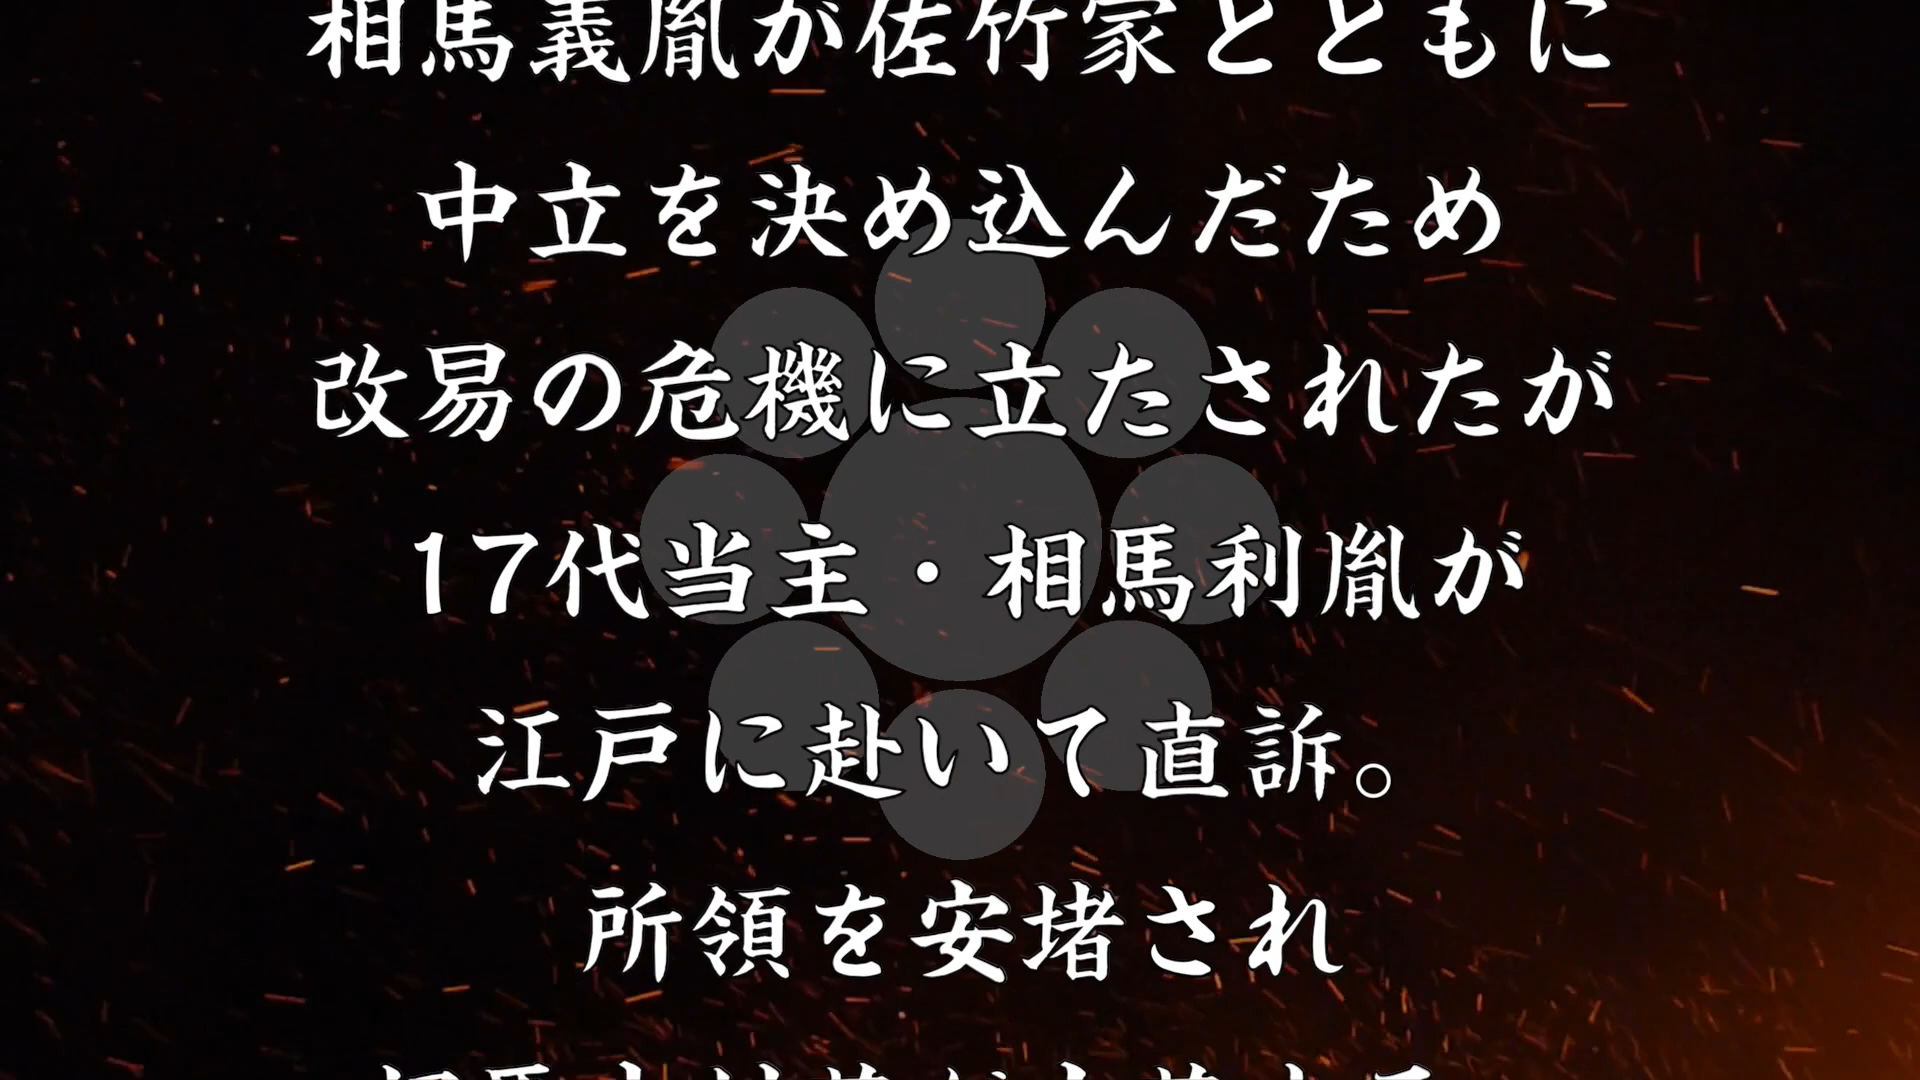 相馬義胤が佐竹家とともに
中立を決め込んだため
改易の危機に立たされたが
17代当主・相馬利胤が
江戸に赴いて直訴。
所領を安堵され